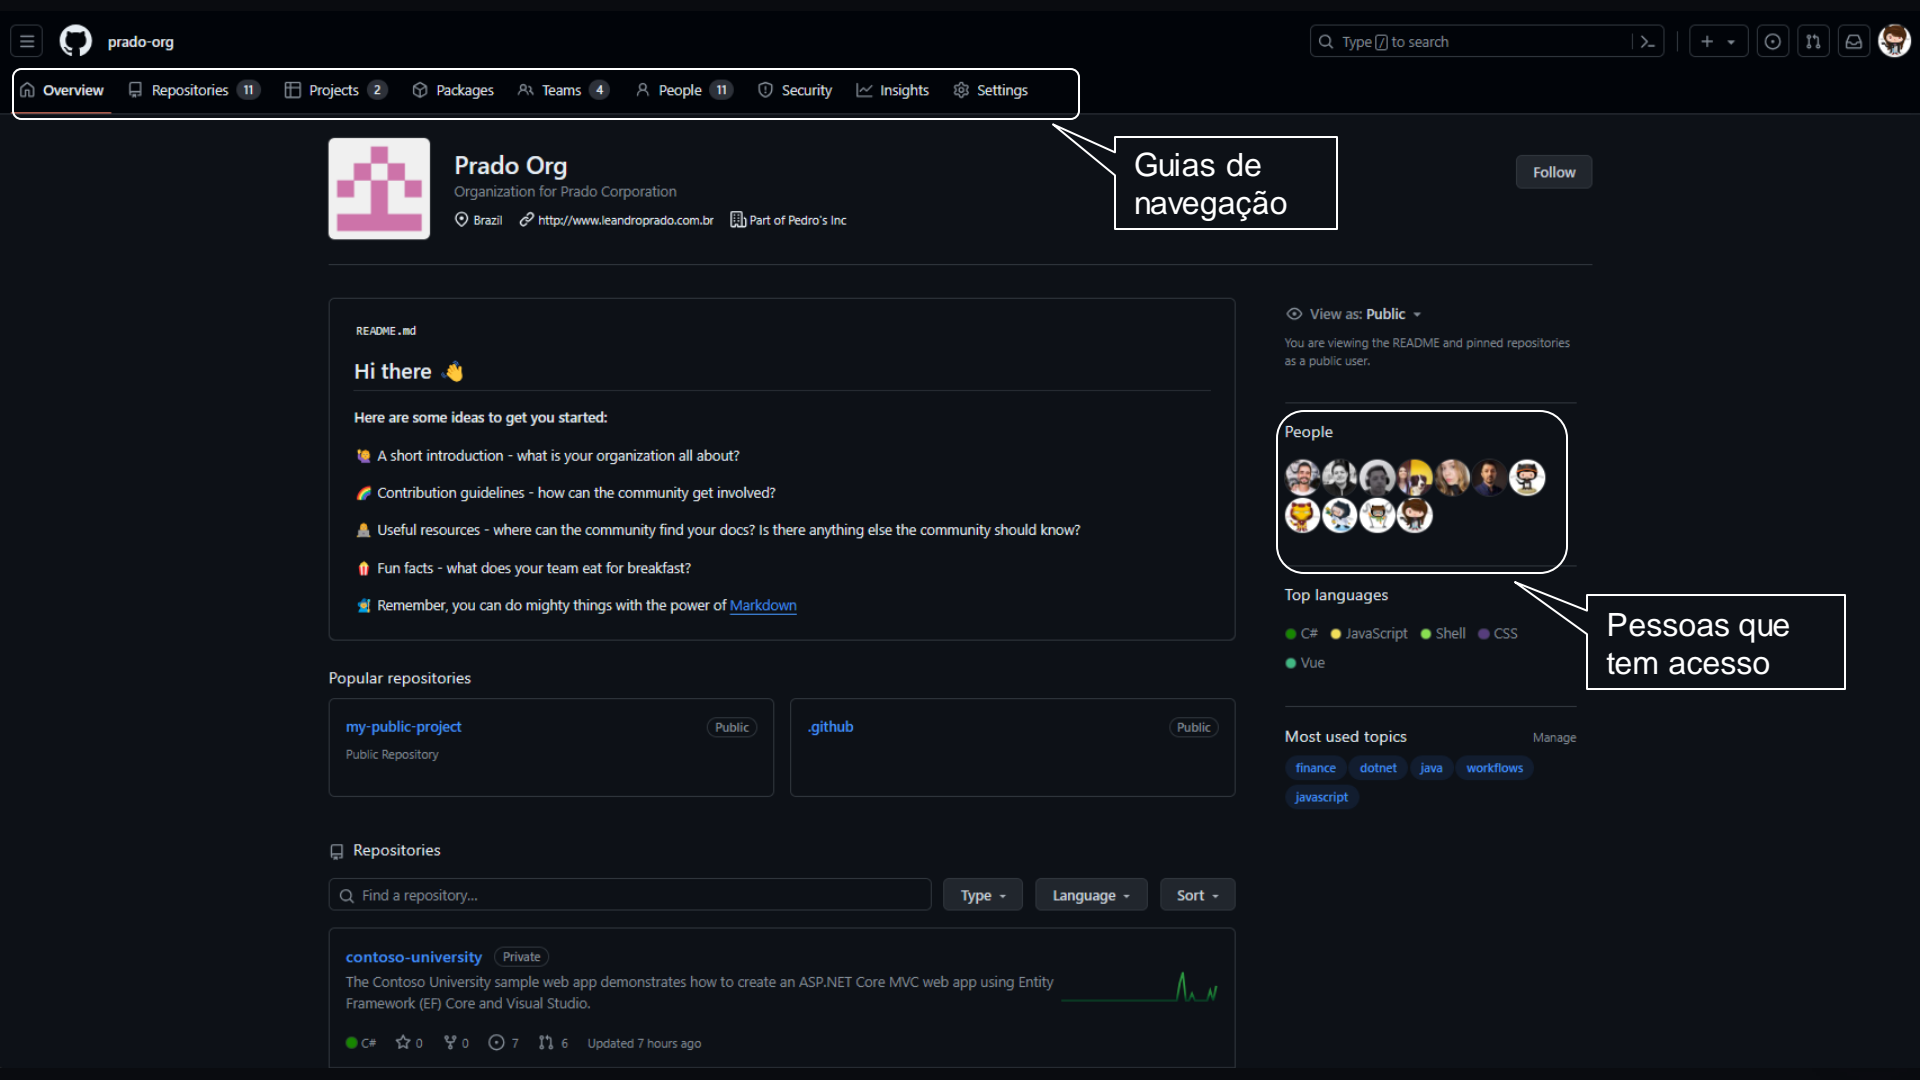 prado-org
Type / to search
Overview Repositories 11 Projects 2 Packages Teams 4 People 11 Security Insights Settings
Guias de
navegação
Prado Org
Organization for Prado Corporation
Brazil http://www.leandroprado.com.br Part of Pedro's Inc
Follow
README.md
Hi there 👋
Here are some ideas to get you started:
🙋‍♀️ A short introduction - what is your organization all about?
🌈 Contribution guidelines - how can the community get involved?
👩‍💻 Useful resources - where can the community find your docs? Is there anything else the community should know?
🍿 Fun facts - what does your team eat for breakfast?
🧙 Remember, you can do mighty things with the power of Markdown
View as: Public
You are viewing the README and pinned repositories
as a public user.
People
Pessoas que
tem acesso
Top languages
C# JavaScript Shell CSS
Vue
Most used topics Manage
finance dotnet java workflows
javascript
Popular repositories
my-public-project Public
Public Repository
.github Public
Repositories
Find a repository...
Type Language Sort
contoso-university Private
The Contoso University sample web app demonstrates how to create an ASP.NET Core MVC web app using Entity
Framework (EF) Core and Visual Studio.
C# 0 0 7 6 Updated 7 hours ago